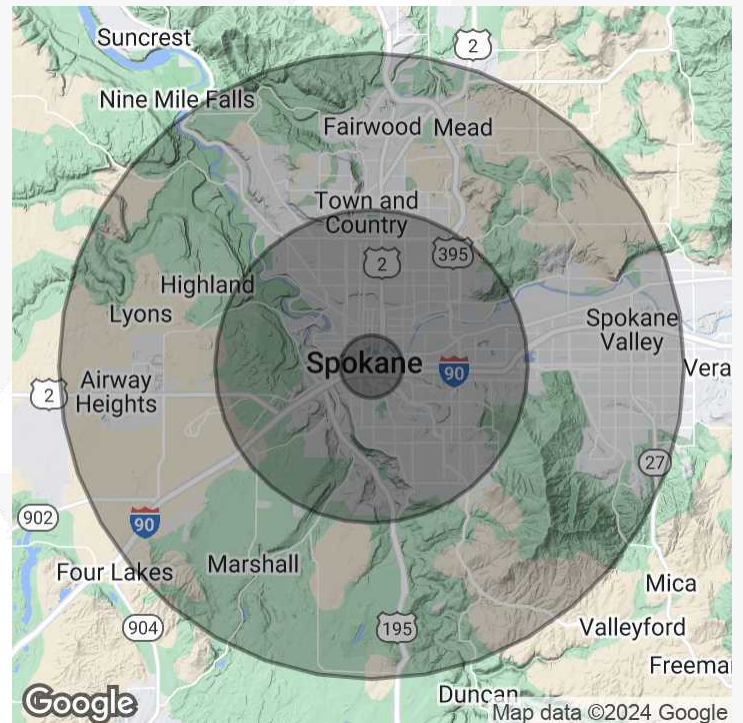 Suncrest
2
Nine Mile Falls
Fairwood
Mead
Town and
Country
2
395
Highland
Lyons
Spokane
Valley
Spokane
90
Vera
2
Airway
Heights
27
902
90
Four Lakes
Marshall
Mica
904
195
Valleyford
Freema
Duncan
Google
Map data ©2024 Google